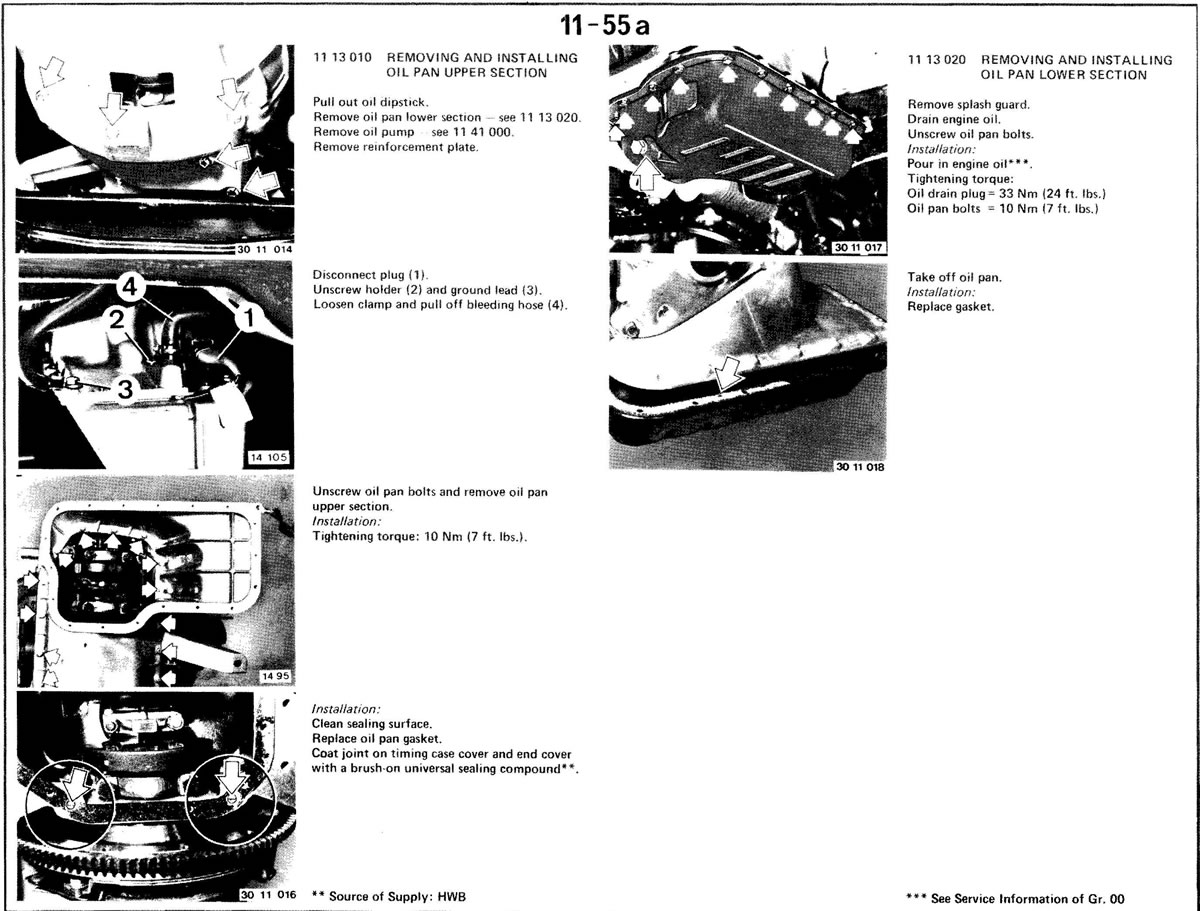 11-55a
11 13 010 REMOVING AND INSTALLING
OIL PAN UPPER SECTION
Pull out oil dipstick.
Remove oil pan lower section – see 11 13 020.
Remove oil pump – see 11 41 000.
Remove reinforcement plate.
30 11 014
Disconnect plug (1).
Unscrew holder (2) and ground lead (3).
Loosen clamp and pull off bleeding hose (4).
4
2
1
3
14 105
Unscrew oil pan bolts and remove oil pan
upper section.
Installation:
Tightening torque: 10 Nm (7 ft. lbs.).
14 95
Installation:
Clean sealing surface.
Replace oil pan gasket.
Coat joint on timing case cover and end cover
with a brush-on universal sealing compound**.
30 11 016
** Source of Supply: HWB
11 13 020 REMOVING AND INSTALLING
OIL PAN LOWER SECTION
Remove splash guard.
Drain engine oil.
Unscrew oil pan bolts.
Installation:
Pour in engine oil***.
Tightening torque:
Oil drain plug = 33 Nm (24 ft. lbs.)
Oil pan bolts = 10 Nm (7 ft. lbs.)
30 11 017
Take off oil pan.
Installation:
Replace gasket.
30 11 018
*** See Service Information of Gr. 00